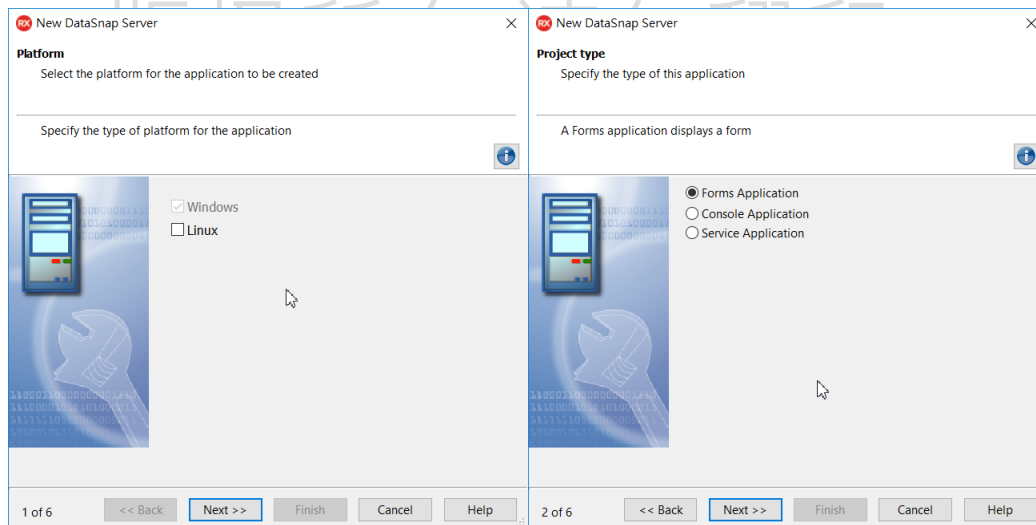 RX New DataSnap Server
Platform
Select the platform for the application to be created
Specify the type of platform for the application
Windows
Linux
1 of 6
<< Back
Next >>
Finish
Cancel
Help
RX New DataSnap Server
Project type
Specify the type of this application
A Forms application displays a form
Forms Application
Console Application
Service Application
2 of 6
<< Back
Next >>
Finish
Cancel
Help